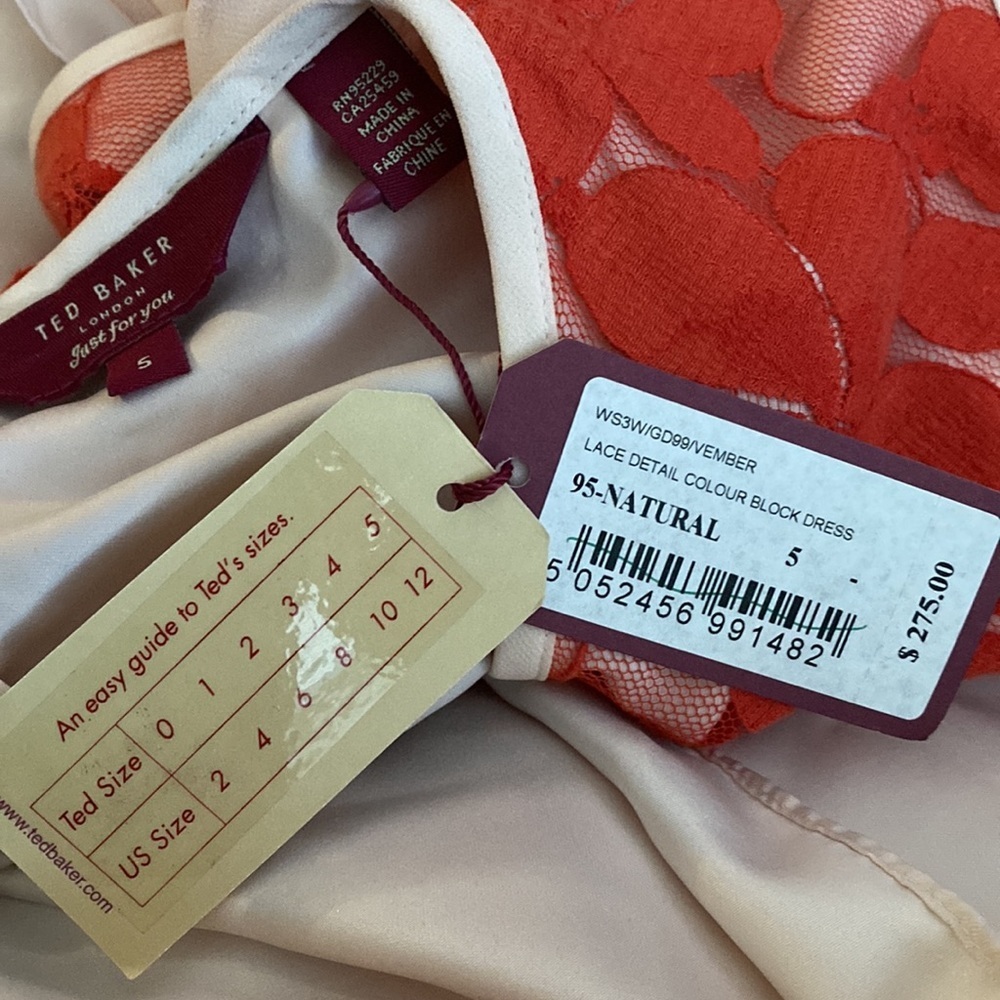 RN95229
CA25459
MADE IN
CHINA
FABRIQUE EN
CHINE
TED BAKER
LONDON
Just for you
5
WS3W/GD99/VEMBER
LACE DETAIL COLOUR BLOCK DRESS
95-NATURAL 5 -
5 052456 991482
$ 275.00
An easy guide to Ted's sizes.
Ted Size 0 1 2 3 4 5
US Size 2 4 6 8 10 12
www.tedbaker.com